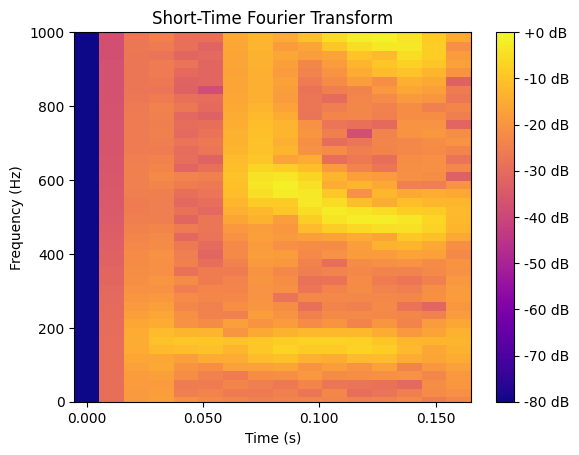 Short-Time Fourier Transform
Frequency (Hz)
1000
800
600
400
200
0
0.000
0.050
0.100
0.150
Time (s)
+0 dB
-10 dB
-20 dB
-30 dB
-40 dB
-50 dB
-60 dB
-70 dB
-80 dB